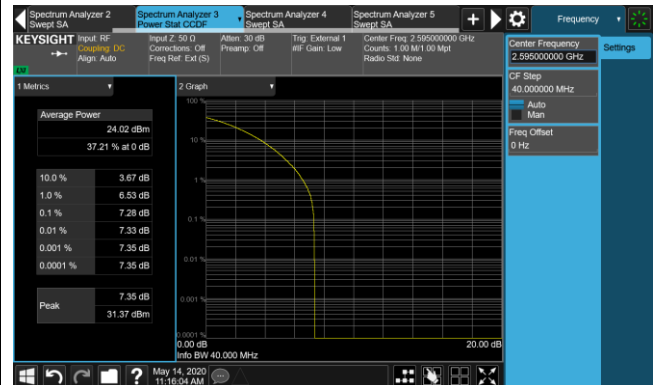 Spectrum Analyzer 2
Swept SA
Spectrum Analyzer 3
Power Stat CCDF
Spectrum Analyzer 4
Swept SA
Spectrum Analyzer 5
Swept SA
+
Frequency
KEYSIGHT
Input: RF
Coupling: DC
Align: Auto
Input Z: 50 Ω
Corrections: Off
Freq Ref: Ext (S)
Atten: 30 dB
Preamp: Off
Trig: External 1
#IF Gain: Low
Center Freq: 2.595000000 GHz
Counts: 1.00 M/1.00 Mpt
Radio Std: None
Center Frequency
2.595000000 GHz
Settings
CF Step
40.000000 MHz
Auto
Man
Freq Offset
0 Hz
1 Metrics
Average Power
24.02 dBm
37.21 % at 0 dB
10.0 % 3.67 dB
1.0 % 6.53 dB
0.1 % 7.28 dB
0.01 % 7.33 dB
0.001 % 7.35 dB
0.0001 % 7.35 dB
Peak
7.35 dB
31.37 dBm
2 Graph
100 %
10 %
1 %
0.1 %
0.01 %
0.001 %
0.0001 %
0.00 dB
20.00 dB
Info BW 40.000 MHz
?
May 14, 2020
11:16:04 AM